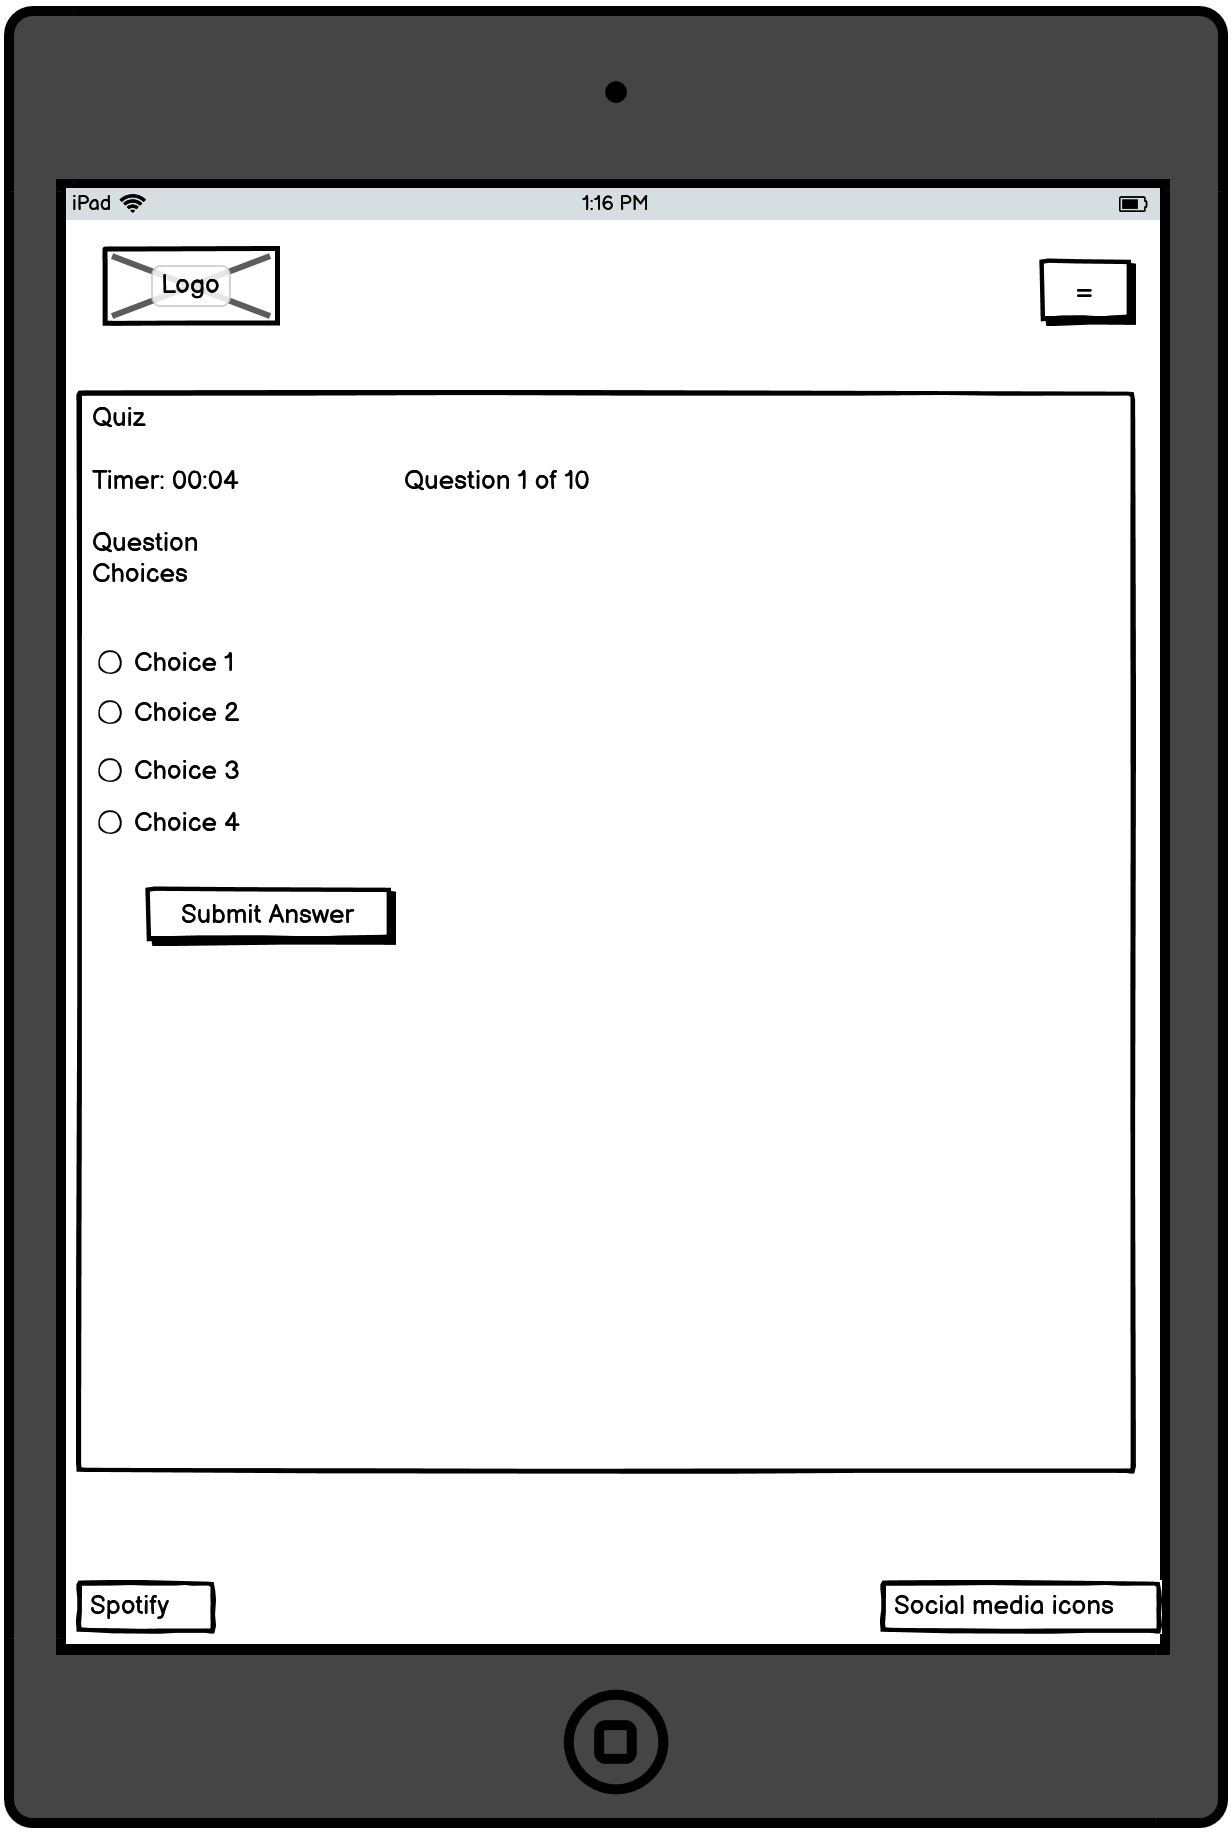 iPad 1:16 PM
Logo
=
Quiz
Timer: 00:04 Question 1 of 10
Question
Choices
Choice 1
Choice 2
Choice 3
Choice 4
Submit Answer
Spotify Social media icons